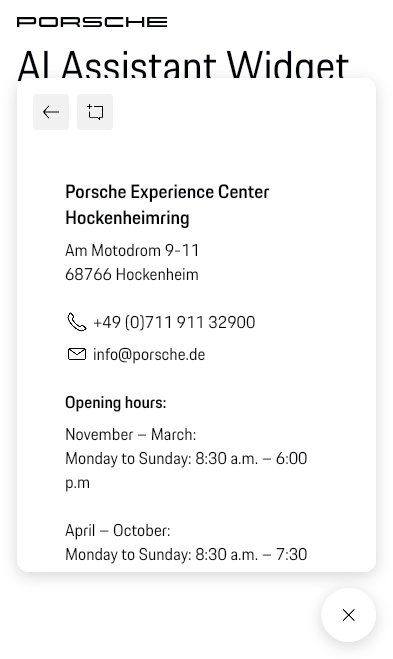 PORSCHE
AI Assistant Widget
Porsche Experience Center
Hockenheimring
Am Motodrom 9-11
68766 Hockenheim
+49 (0)711 911 32900
info@porsche.de
Opening hours:
November – March:
Monday to Sunday: 8:30 a.m. – 6:00
p.m
April – October:
Monday to Sunday: 8:30 a.m. – 7:30